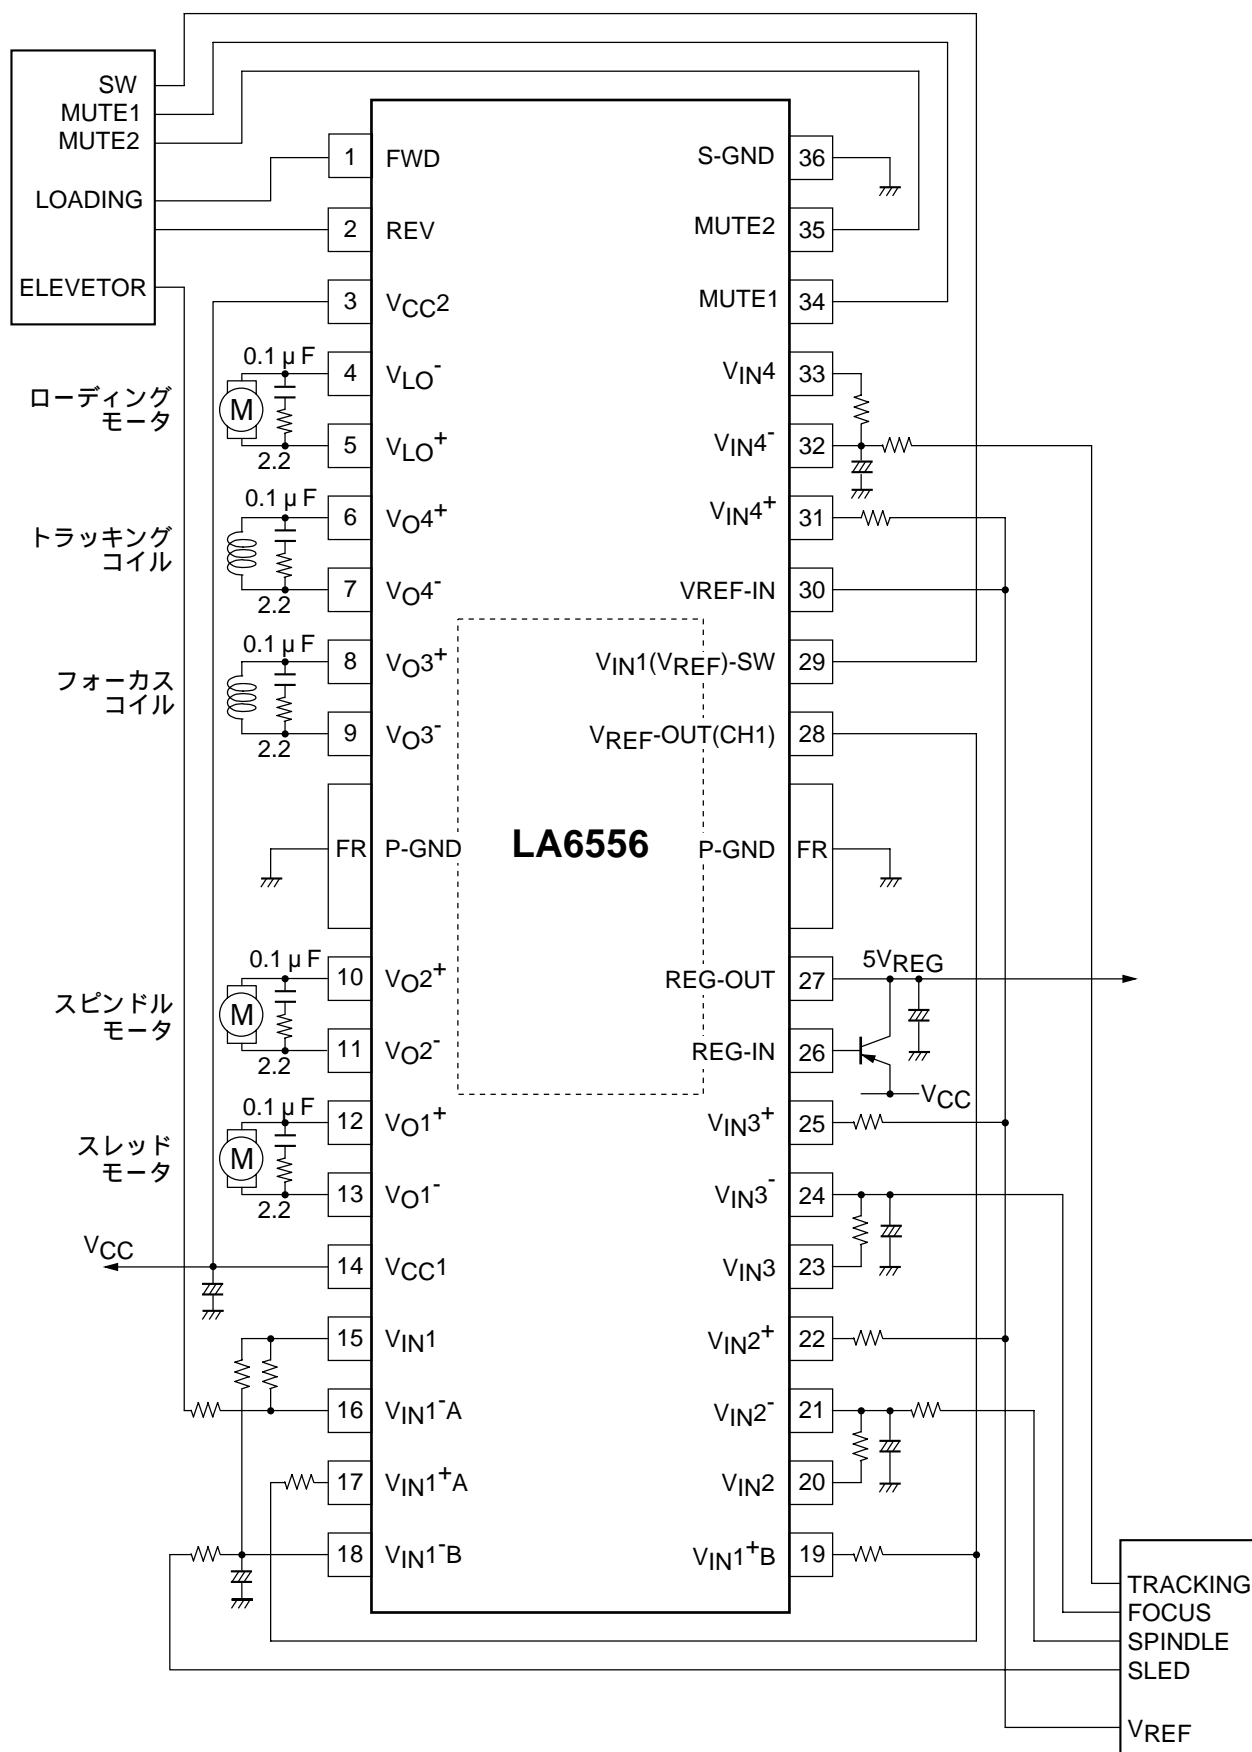 SW
MUTE1
MUTE2
LOADING
ELEVETOR
1 FWD
2 REV
3 VCC2
4 VLO-
5 VLO+
6 VO4+
7 VO4-
8 VO3+
9 VO3-
FR P-GND
10 VO2+
11 VO2-
12 VO1+
13 VO1-
14 VCC1
15 VIN1
16 VIN1-A
17 VIN1+A
18 VIN1-B
0.1 µF
M
2.2
ローディング
モータ
0.1 µF
2.2
トラッキング
コイル
0.1 µF
2.2
フォーカス
コイル
0.1 µF
M
2.2
スピンドル
モータ
0.1 µF
M
2.2
スレッド
モータ
VCC
LA6556
S-GND 36
MUTE2 35
MUTE1 34
VIN4 33
VIN4- 32
VIN4+ 31
VREF-IN 30
VIN1(VREF)-SW 29
VREF-OUT(CH1) 28
P-GND FR
REG-OUT 27
REG-IN 26
VIN3+ 25
VIN3- 24
VIN3 23
VIN2+ 22
VIN2- 21
VIN2 20
VIN1+B 19
5VREG
VCC
TRACKING
FOCUS
SPINDLE
SLED
VREF